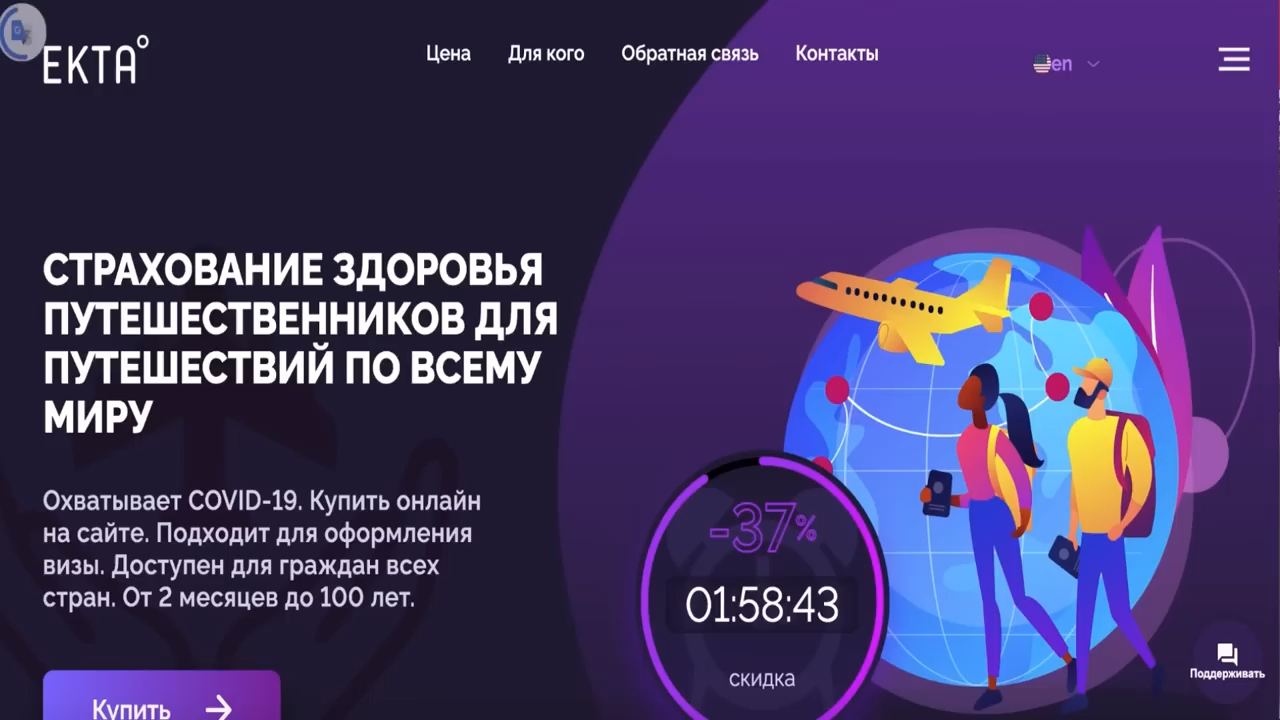 EKTA°
Цена Для кого Обратная связь Контакты
en
СТРАХОВАНИЕ ЗДОРОВЬЯ
ПУТЕШЕСТВЕННИКОВ ДЛЯ
ПУТЕШЕСТВИЙ ПО ВСЕМУ
МИРУ
Охватывает COVID-19. Купить онлайн
на сайте. Подходит для оформления
визы. Доступен для граждан всех
стран. От 2 месяцев до 100 лет.
Купить
-37%
01:58:43
скидка
Поддерживать